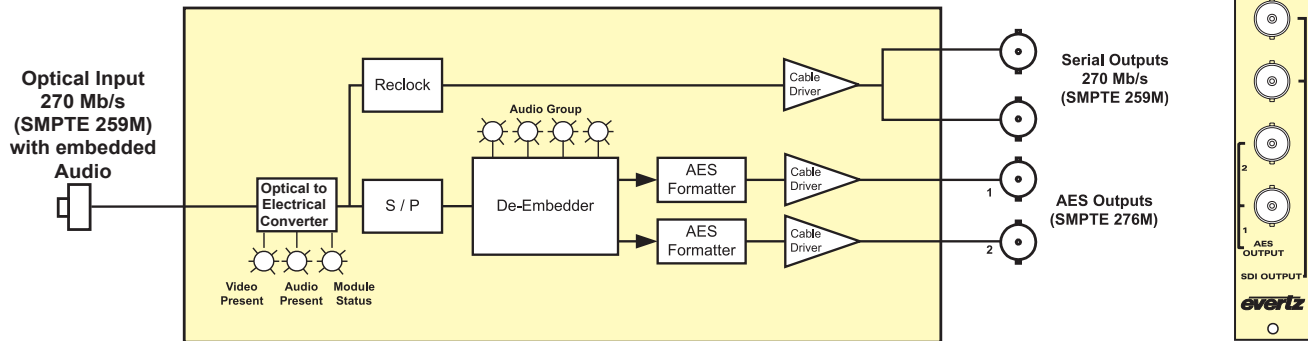 Optical Input
270 Mb/s
(SMPTE 259M)
with embedded
Audio
Reclock
Audio Group
Optical to
Electrical
Converter
S / P
De-Embedder
AES
Formatter
AES
Formatter
Cable
Driver
Cable
Driver
Cable
Driver
Video
Present
Audio
Present
Module
Status
1
2
Serial Outputs
270 Mb/s
(SMPTE 259M)
AES Outputs
(SMPTE 276M)
2
1
AES
OUTPUT
SDI OUTPUT
evertz